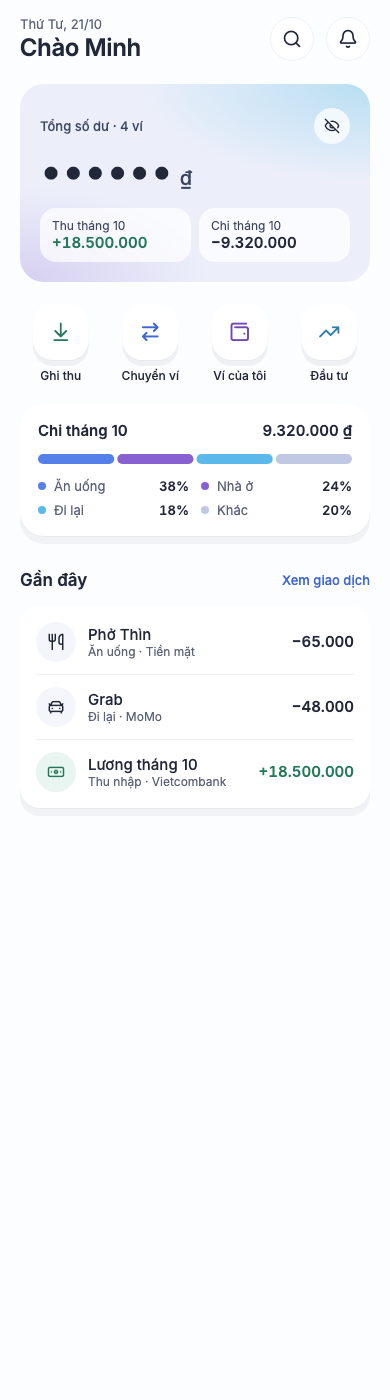 Thứ Tư, 21/10
Chào Minh
Tổng số dư · 4 ví
●●●●●● ₫
Thu tháng 10
+18.500.000
Chi tháng 10
−9.320.000
Ghi thu
Chuyển ví
Ví của tôi
Đầu tư
Chi tháng 10
9.320.000 ₫
Ăn uống 38%
Nhà ở 24%
Đi lại 18%
Khác 20%
Gần đây
Xem giao dịch
Phở Thìn
Ăn uống · Tiền mặt
−65.000
Grab
Đi lại · MoMo
−48.000
Lương tháng 10
Thu nhập · Vietcombank
+18.500.000